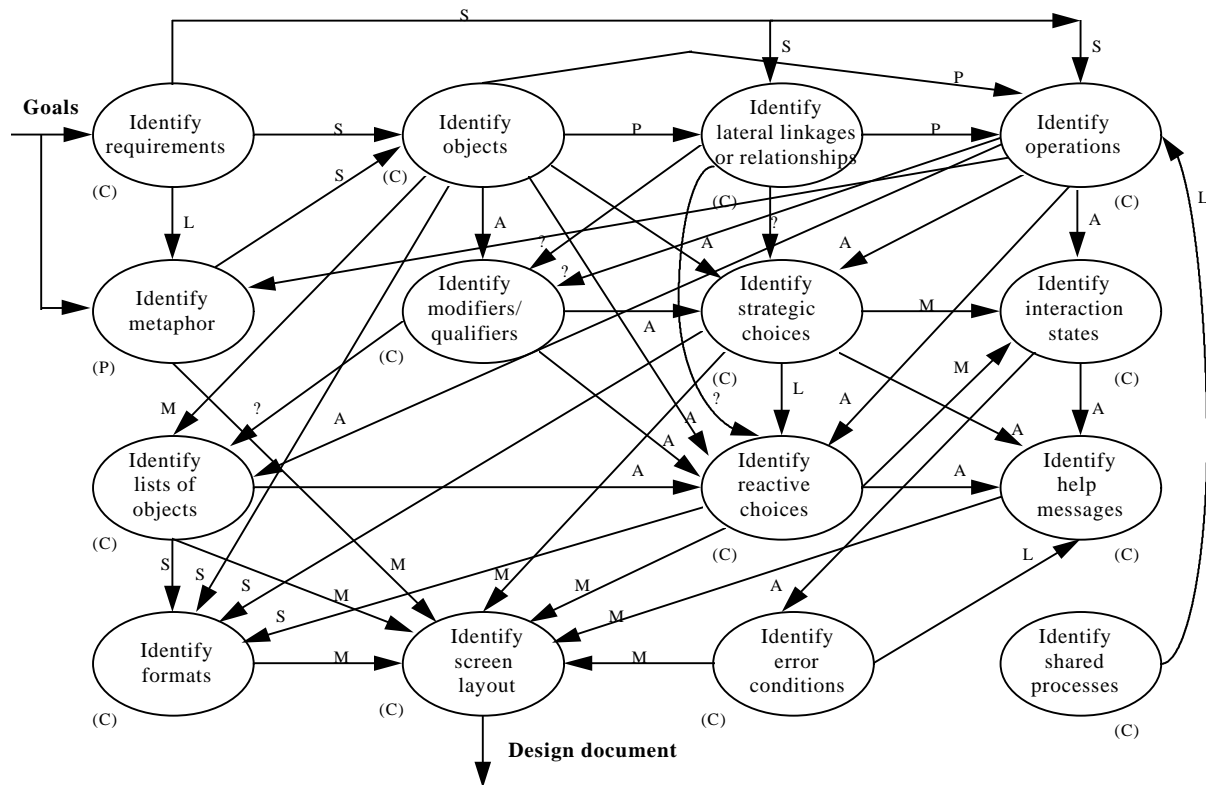 S
S
S
P
Goals
Identify
requirements
S
Identify
objects
P
Identify
lateral linkages
or relationships
P
Identify
operations
(C)
S
(C)
(C)
(C)
L
L
A
?
A
?
A
A
?
Identify
metaphor
Identify
modifiers/
qualifiers
A
Identify
strategic
choices
M
Identify
interaction
states
(P)
(C)
(C)
(C)
M
?
A
A
?
L
A
M
A
A
A
Identify
lists of
objects
A
Identify
reactive
choices
A
Identify
help
messages
(C)
(C)
(C)
S
S
M
M
S
S
M
M
M
A
L
Identify
formats
M
Identify
screen
layout
M
Identify
error
conditions
Identify
shared
processes
(C)
(C)
(C)
(C)
Design document